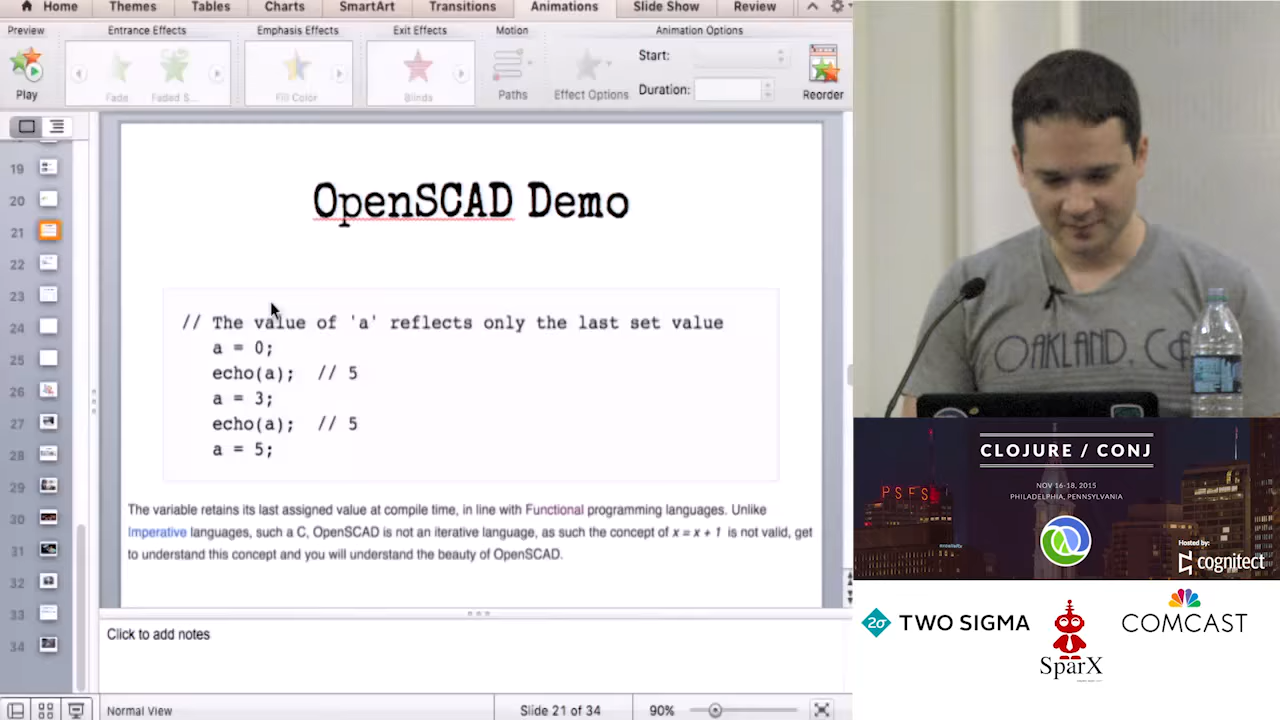 Home Themes Tables Charts SmartArt Transitions Animations Slide Show Review
Preview Entrance Effects Emphasis Effects Exit Effects Motion Animation Options
Start:
Duration:
Play Fade Faded S... Fill Color Blinds Paths Effect Options Reorder
19
20
21
22
23
24
25
26
27
28
29
30
31
32
33
34
OpenSCAD Demo
// The value of 'a' reflects only the last set value
a = 0;
echo(a); // 5
a = 3;
echo(a); // 5
a = 5;
The variable retains its last assigned value at compile time, in line with Functional programming languages. Unlike
Imperative languages, such a C, OpenSCAD is not an iterative language, as such the concept of x = x + 1 is not valid, get
to understand this concept and you will understand the beauty of OpenSCAD.
Click to add notes
Normal View Slide 21 of 34 90%
OAKLAND, CA
CLOJURE / CONJ
NOV 16-18, 2015
PHILADELPHIA, PENNSYLVANIA
PSFS
Hosted by:
cognitect
2σ TWO SIGMA
SparX
COMCAST